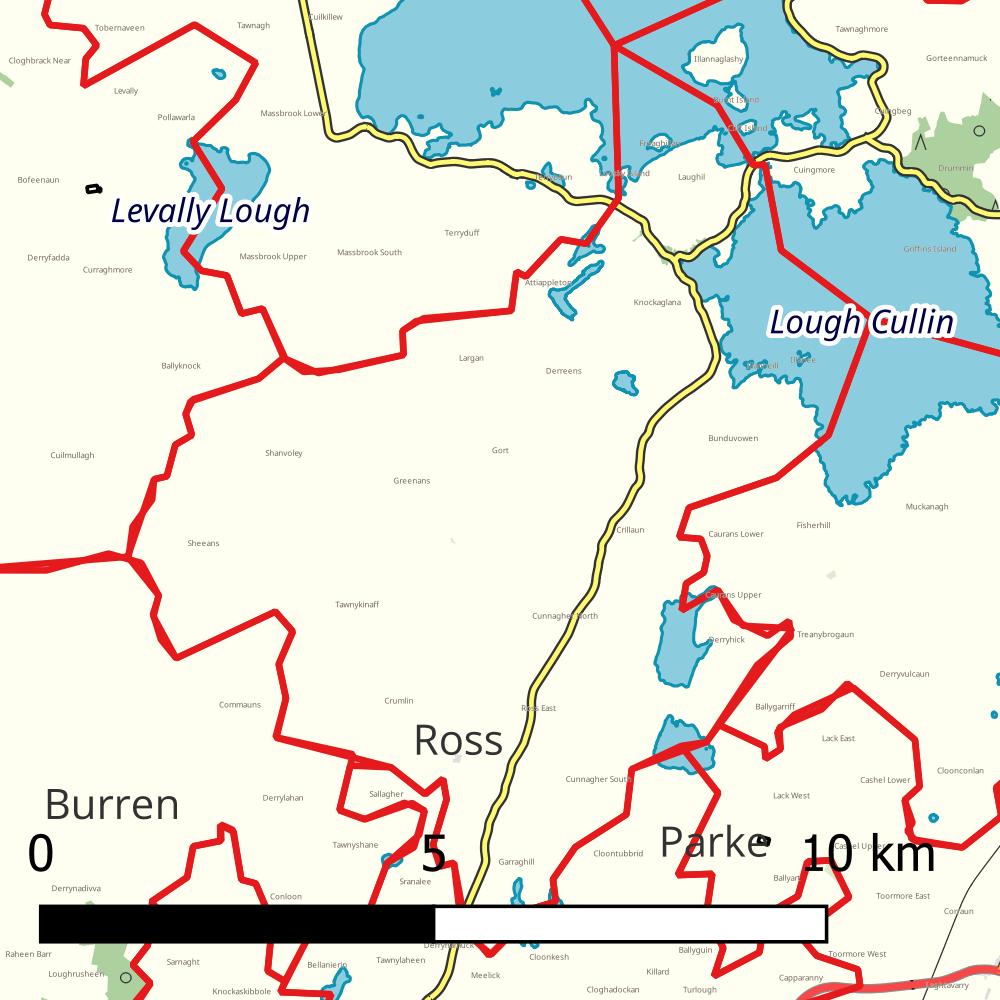 Cuilkillew
Tawnagh
Tobernaveen
Tawnaghmore
Cloghbrack Near
Illannaglashy
Gorteennamuck
Levally
Burnt Island
Massbrook Lower
Pollawarla
Cuingbeg
Friaghillan
Laughil
Cuingmore
Drummin
Bofeenaun
Levally Lough
Terryduff
Griffins Island
Derryfadda
Massbrook Upper
Massbrook South
Curraghmore
Attiappleton
Knockaglana
Lough Cullin
Largan
Ballyknock
Derreens
Bunduvowen
Cuilmullagh
Shanvoley
Gort
Greenans
Muckanagh
Fisherhill
Crillaun
Caurans Lower
Sheeans
Caurans Upper
Tawnykinaff
Cunnagher North
Treanybrogaun
Derryhick
Derryvulcaun
Crumlin
Commauns
Ross East
Ballygarriff
Lack East
Ross
Cloonconlan
Cunnagher South
Cashel Lower
Derrylahan
Sallagher
Lack West
Burren
Parke
Tawnyshane
Cashel Upper
0 5 10 km
Cloontubbrid
Garraghill
Sranalee
Derrynadivva
Conloon
Toormore East
Derrynamuck
Ballyguin
Raheen Barr
Sarnaght
Bellanierin
Tawnylaheen
Cloonkesh
Toormore West
Loughrusheen
Meelick
Killard
Capparanny
Knockaskibbole
Cloghadockan
Turlough